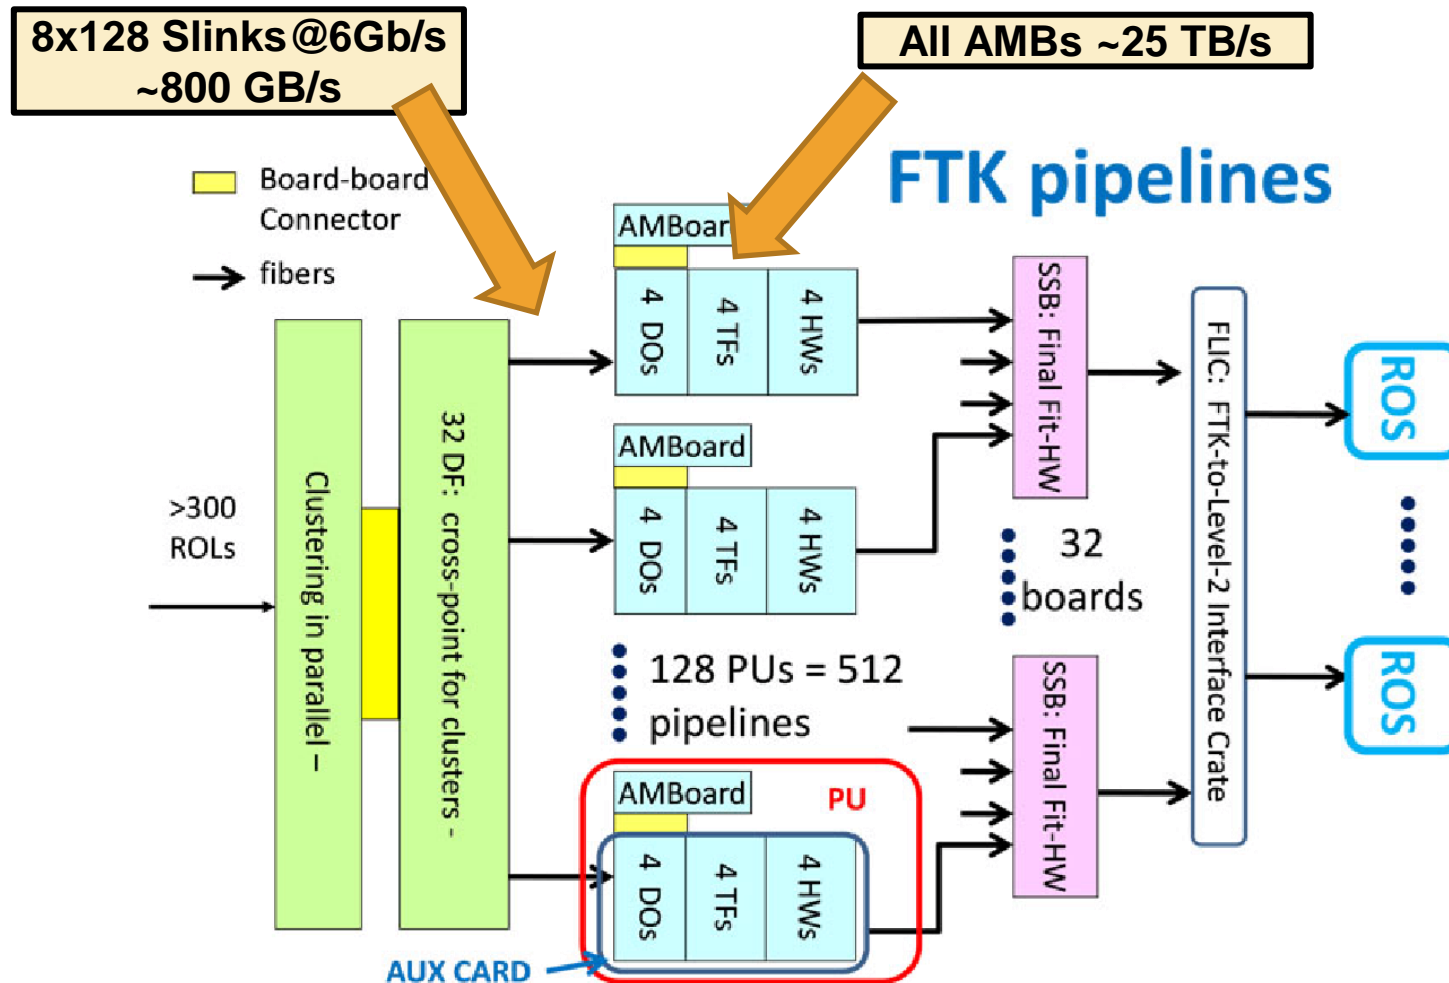 8x128 Slinks@6Gb/s
~800 GB/s
All AMBs ~25 TB/s
FTK pipelines
Board-board
Connector
fibers
>300
ROLs
Clustering in parallel –
32 DF: cross-point for clusters -
AMBoard
4 DOs
4 TFs
4 HWs
AMBoard
4 DOs
4 TFs
4 HWs
128 PUs = 512
pipelines
AMBoard
PU
4 DOs
4 TFs
4 HWs
AUX CARD
SSB: Final Fit-HW
32
boards
SSB: Final Fit-HW
FLIC: FTK-to-Level-2 Interface Crate
ROS
ROS